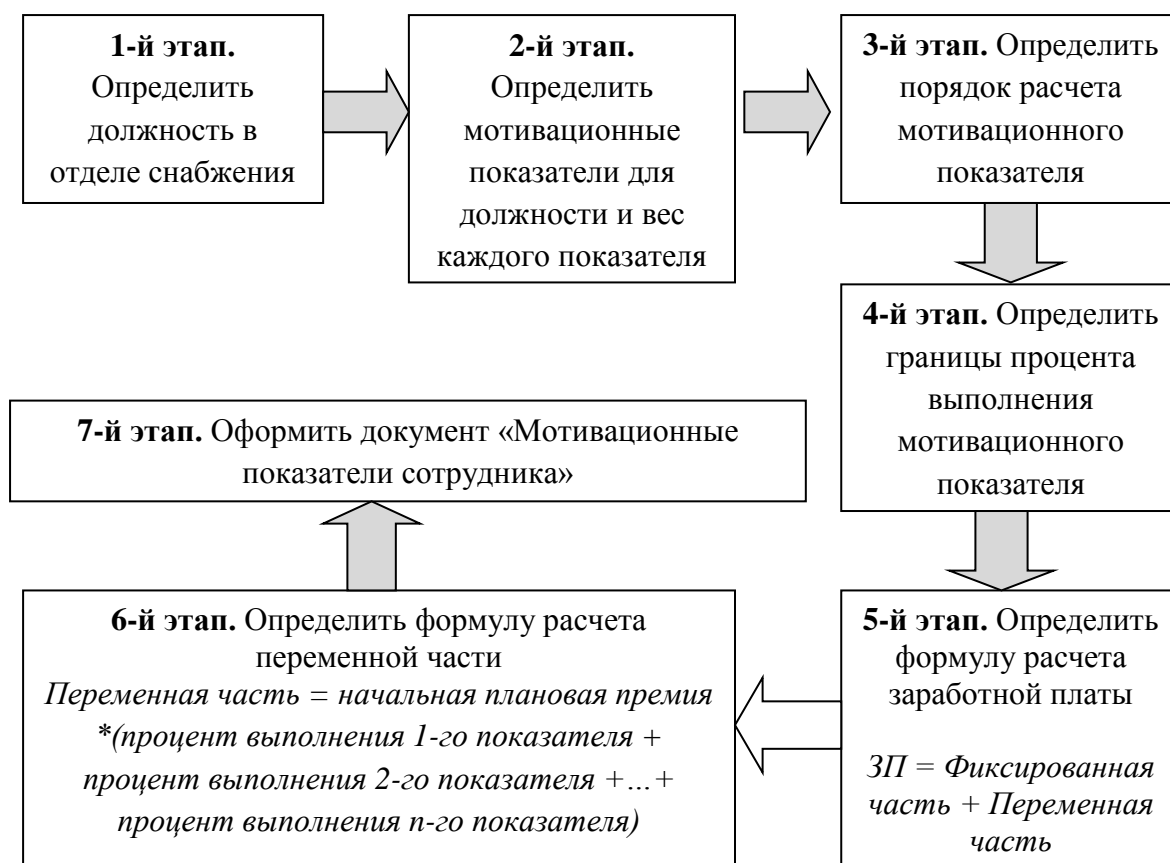 1-й этап.
Определить
должность в
отделе снабжения
2-й этап.
Определить
мотивационные
показатели для
должности и вес
каждого показателя
3-й этап. Определить
порядок расчета
мотивационного
показателя
4-й этап. Определить
границы процента
выполнения
мотивационного
показателя
5-й этап. Определить
формулу расчета
заработной платы
ЗП = Фиксированная
часть + Переменная
часть
6-й этап. Определить формулу расчета
переменной части
Переменная часть = начальная плановая премия
*(процент выполнения 1-го показателя +
процент выполнения 2-го показателя +...+
процент выполнения n-го показателя)
7-й этап. Оформить документ «Мотивационные
показатели сотрудника»